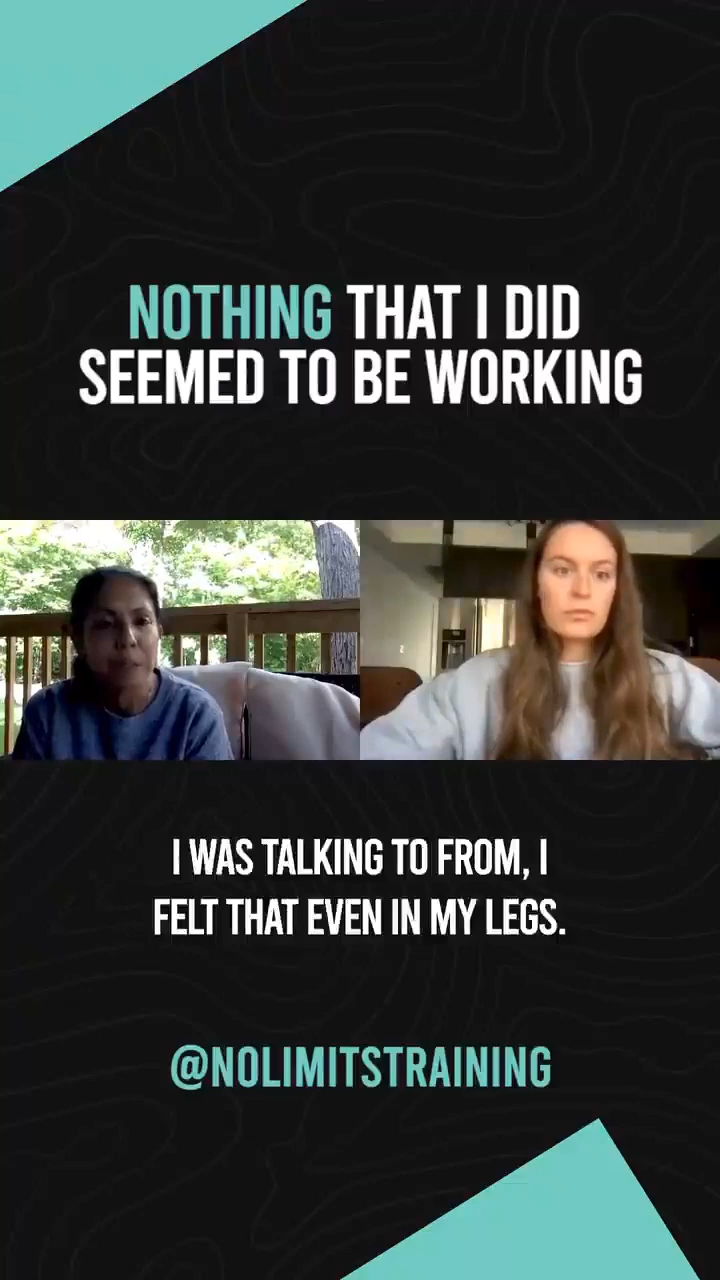 NOTHING THAT I DID
SEEMED TO BE WORKING
I WAS TALKING TO FROM, I
FELT THAT EVEN IN MY LEGS.
@NOLIMITSTRAINING